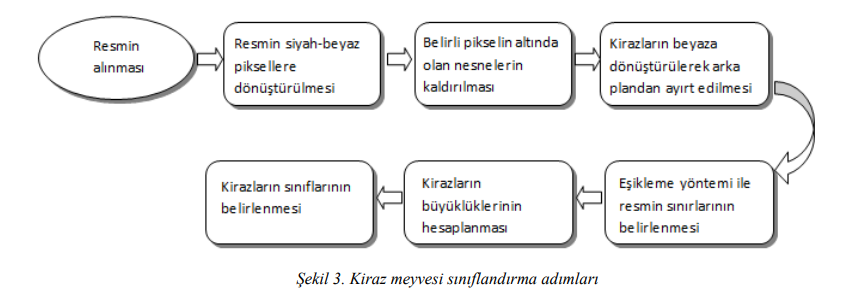 Resmin
alınması
Resmin siyah-beyaz
piksellere
dönüştürülmesi
Belirli pikselin altında
olan nesnelerin
kaldırılması
Kirazların beyaza
dönüştürülerek arka
plandan ayırt edilmesi
Eşikleme yöntemi ile
resmin sınırlarının
belirlenmesi
Kirazların
büyüklüklerinin
hesaplanması
Kirazların sınıflarının
belirlenmesi
Şekil 3. Kiraz meyvesi sınıflandırma adımları